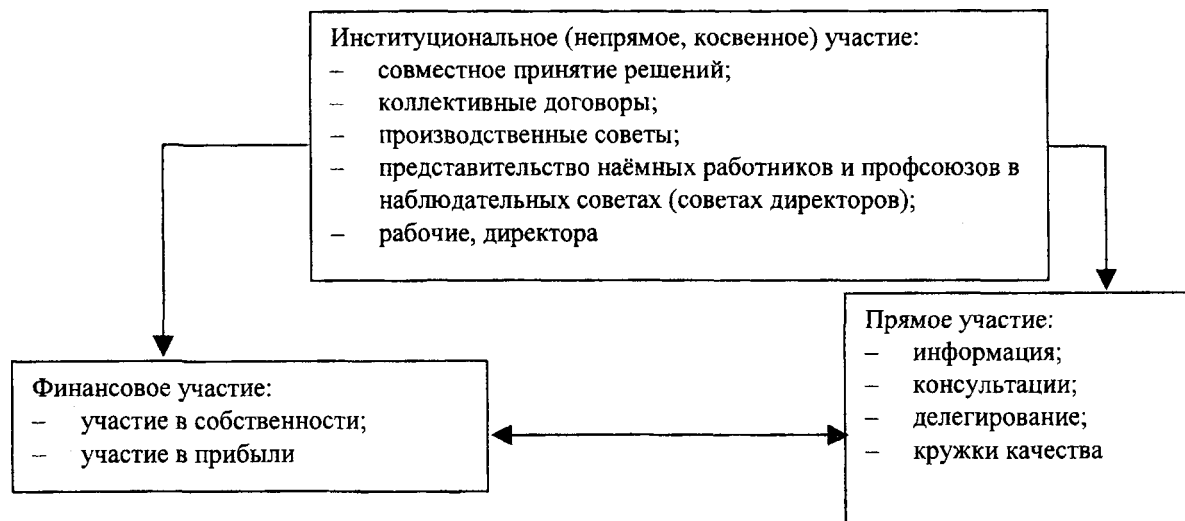 Институциональное (непрямое, косвенное) участие:
– совместное принятие решений;
– коллективные договоры;
– производственные советы;
– представительство наёмных работников и профсоюзов в
наблюдательных советах (советах директоров);
– рабочие, директора
Финансовое участие:
– участие в собственности;
– участие в прибыли
Прямое участие:
– информация;
– консультации;
– делегирование;
– кружки качества